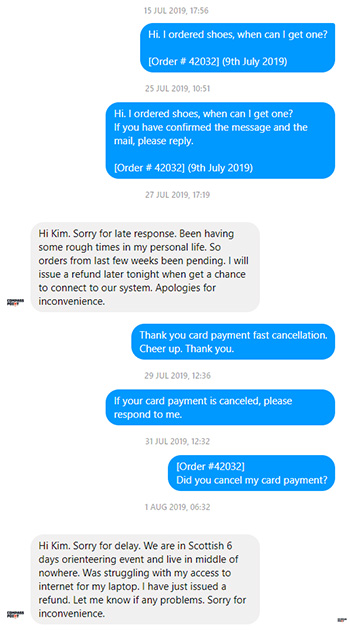 15 JUL 2019, 17:56
Hi. I ordered shoes, when can I get one?
[Order # 42032] (9th July 2019)
25 JUL 2019, 10:51
Hi. I ordered shoes, when can I get one?
If you have confirmed the message and the
mail, please reply.
[Order # 42032] (9th July 2019)
27 JUL 2019, 17:19
Hi Kim. Sorry for late response. Been having
some rough times in my personal life. So
orders from last few weeks been pending. I will
issue a refund later tonight when get a chance
to connect to our system. Apologies for
inconvenience.
Thank you card payment fast cancellation.
Cheer up. Thank you.
29 JUL 2019, 12:36
If your card payment is canceled, please
respond to me.
31 JUL 2019, 12:32
[Order #42032]
Did you cancel my card payment?
1 AUG 2019, 06:32
Hi Kim. Sorry for delay. We are in Scottish 6
days orienteering event and live in middle of
nowhere. Was struggling with my access to
internet for my laptop. I have just issued a
refund. Let me know if any problems. Sorry for
inconvenience.